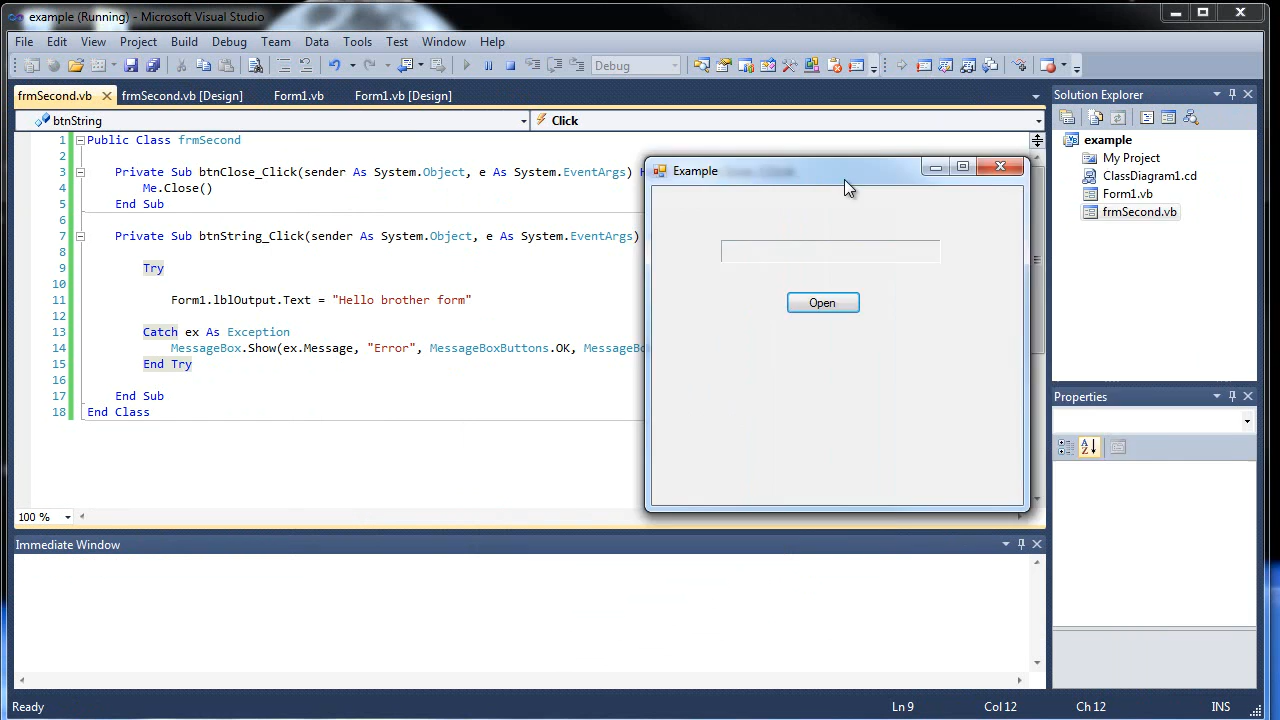 example (Running) - Microsoft Visual Studio
File Edit View Project Build Debug Team Data Tools Test Window Help
Debug
frmSecond.vb frmSecond.vb [Design] Form1.vb Form1.vb [Design]
btnString Click
1 Public Class frmSecond
2
3 Private Sub btnClose_Click(sender As System.Object, e As System.EventArgs)
4 Me.Close()
5 End Sub
6
7 Private Sub btnString_Click(sender As System.Object, e As System.EventArgs)
8
9 Try
10
11 Form1.lblOutput.Text = "Hello brother form"
12
13 Catch ex As Exception
14 MessageBox.Show(ex.Message, "Error", MessageBoxButtons.OK,
15 End Try
16
17 End Sub
18 End Class
100 %
Example
Open
Solution Explorer
example
My Project
ClassDiagram1.cd
Form1.vb
frmSecond.vb
Properties
Immediate Window
Ready Ln 9 Col 12 Ch 12 INS